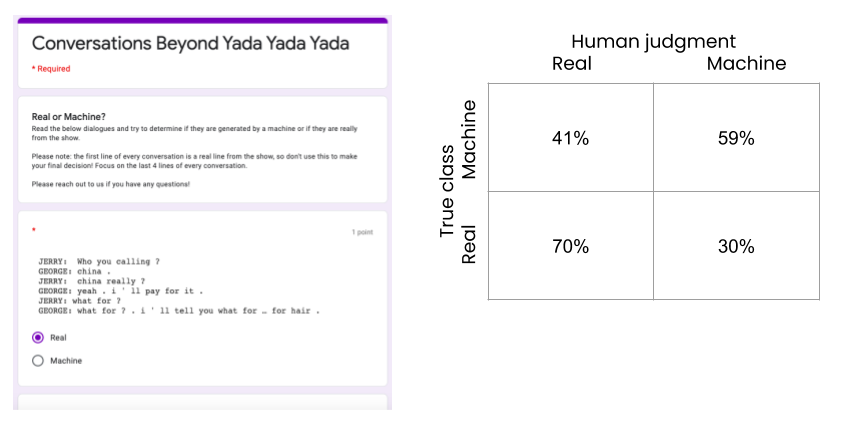 Conversations Beyond Yada Yada Yada
* Required
Real or Machine?
Read the below dialogues and try to determine if they are generated by a machine or if they are really
from the show.
Please note: the first line of every conversation is a real line from the show, so don't use this to make
your final decision! Focus on the last 4 lines of every conversation.
Please reach out to us if you have any questions!
*
1 point
JERRY: Who you calling ?
GEORGE: china .
JERRY: china really ?
GEORGE: yeah . i ' ll pay for it .
JERRY: what for ?
GEORGE: what for ? . i ' ll tell you what for … for hair .
Real
Machine
Human judgment
Real Machine
True class
Machine
41% 59%
Real
70% 30%